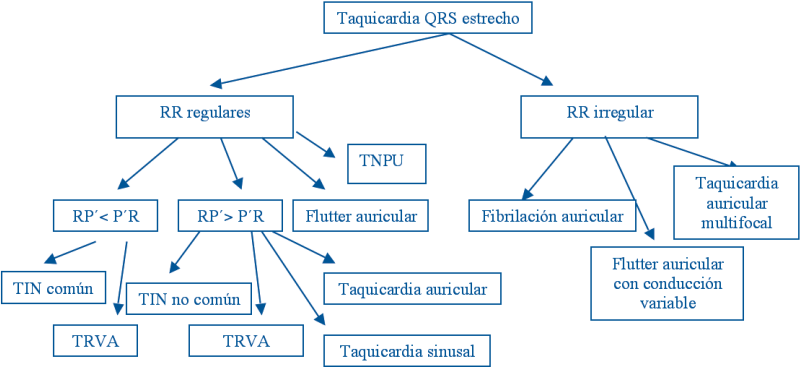 Taquicardia QRS estrecho
RR regulares
RR irregular
TNPU
RP´< P´R
RP´> P´R
Flutter auricular
Fibrilación auricular
Taquicardia
auricular
multifocal
Flutter auricular
con conducción
variable
TIN común
TIN no común
Taquicardia auricular
TRVA
TRVA
Taquicardia sinusal